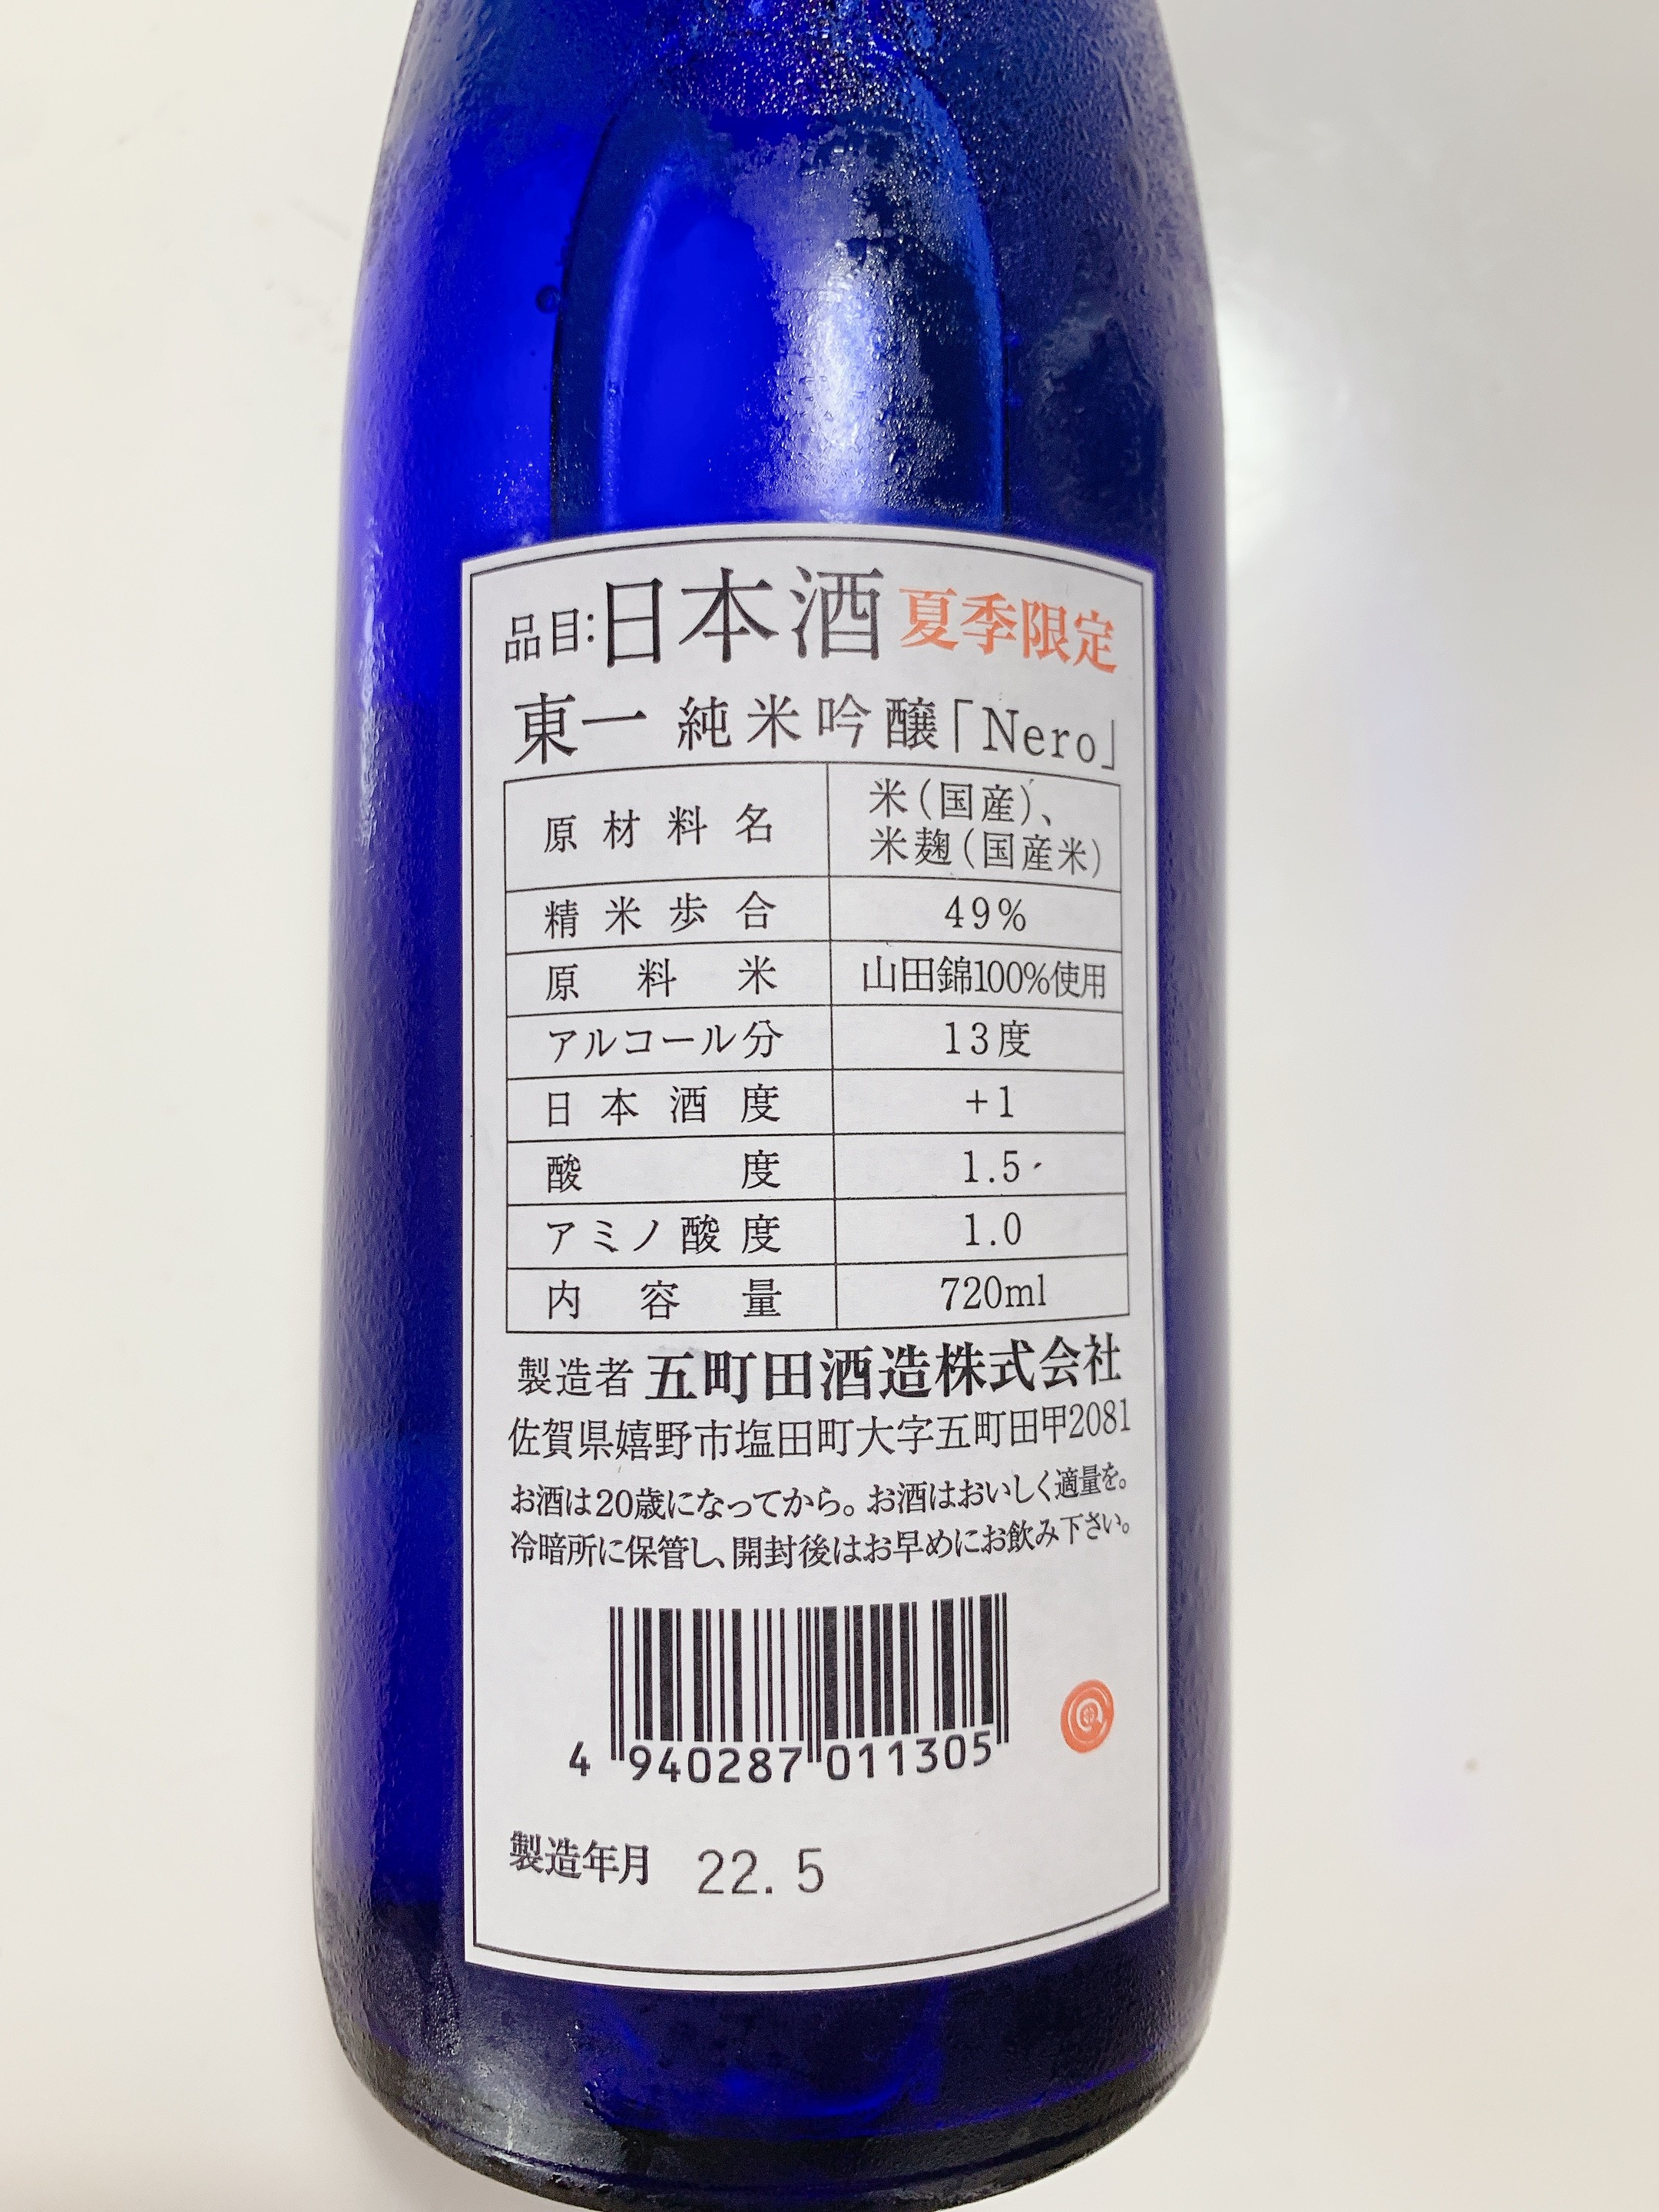 品目:日本酒 夏季限定
東一 純米吟醸「Nero」
原材料名 米(国産)、
米麹(国産米)
精米歩合 49%
原料米 山田錦100%使用
アルコール分 13度
日本酒度 +1
酸度 1.5
アミノ酸度 1.0
内容量 720ml
製造者 五町田酒造株式会社
佐賀県嬉野市塩田町大字五町田甲2081
お酒は20歳になってから。お酒はおいしく適量を。
冷暗所に保管し、開封後はお早めにお飲み下さい。
4 940287 011305
製造年月 22.5